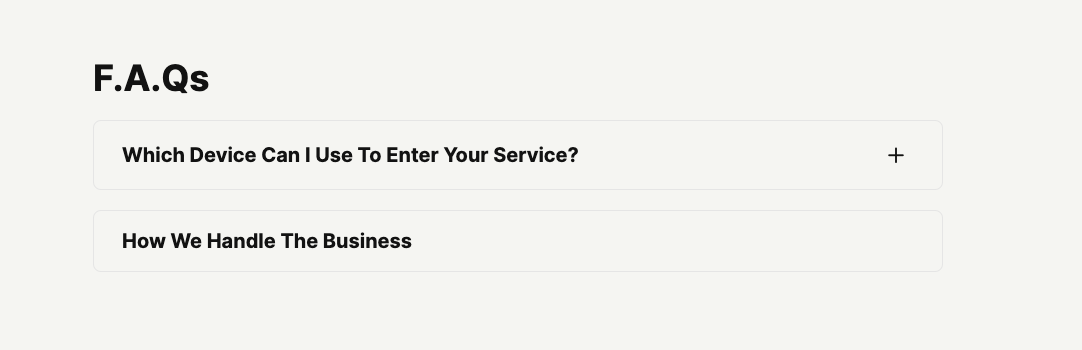 F.A.Qs
Which Device Can I Use To Enter Your Service?
How We Handle The Business